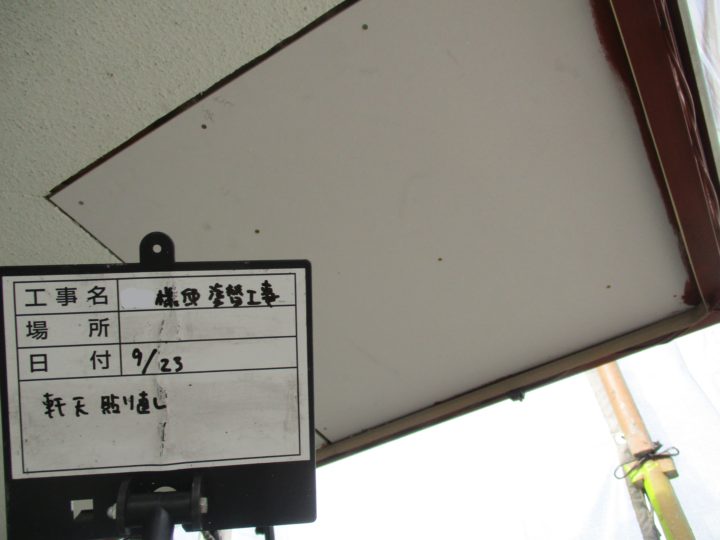 工事名 様邸塗替工事
場所
日付 9/23
軒天貼り直し